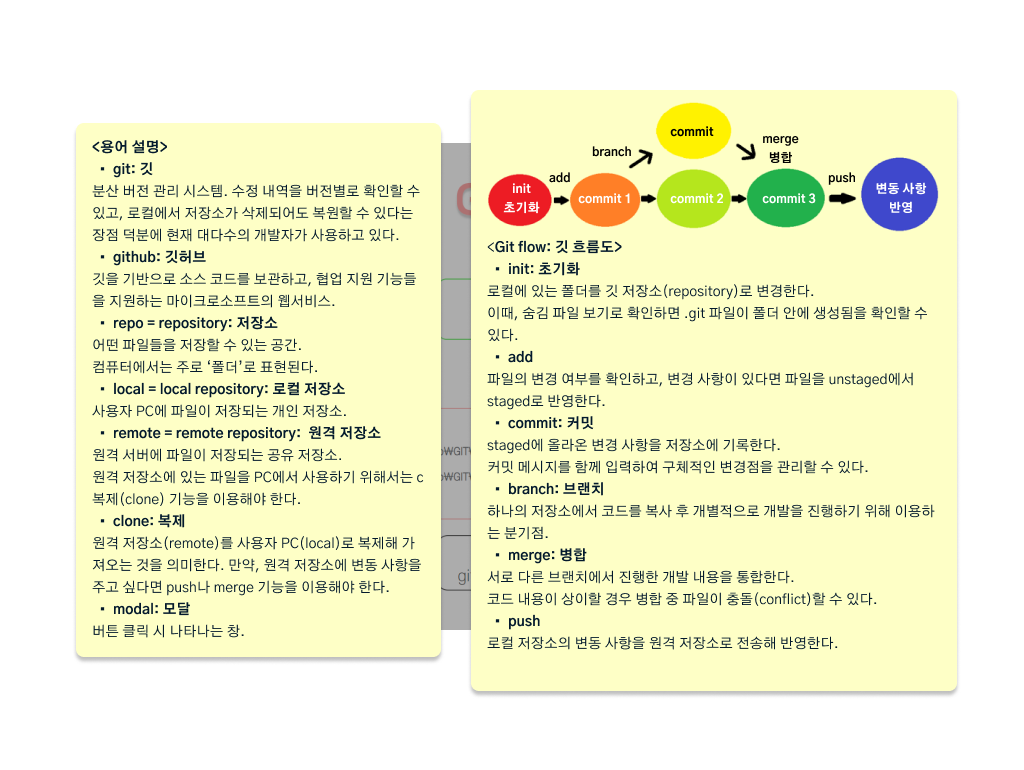 <용어 설명>
▪ git: 깃
분산 버전 관리 시스템. 수정 내역을 버전별로 확인할 수
있고, 로컬에서 저장소가 삭제되어도 복원할 수 있다는
장점 덕분에 현재 대다수의 개발자가 사용하고 있다.
▪ github: 깃허브
깃을 기반으로 소스 코드를 보관하고, 협업 지원 기능들
을 지원하는 마이크로소프트의 웹서비스.
▪ repo = repository: 저장소
어떤 파일들을 저장할 수 있는 공간.
컴퓨터에서는 주로 ‘폴더’로 표현된다.
▪ local = local repository: 로컬 저장소
사용자 PC에 파일이 저장되는 개인 저장소.
▪ remote = remote repository: 원격 저장소
원격 서버에 파일이 저장되는 공유 저장소.
원격 저장소에 있는 파일을 PC에서 사용하기 위해서는 c
복제(clone) 기능을 이용해야 한다.
▪ clone: 복제
원격 저장소(remote)를 사용자 PC(local)로 복제해 가
져오는 것을 의미한다. 만약, 원격 저장소에 변동 사항을
주고 싶다면 push나 merge 기능을 이용해야 한다.
▪ modal: 모달
버튼 클릭 시 나타나는 창.
₩GIT
₩GIT
gi
commit
branch
merge
병합
init
초기화
add
commit 1
commit 2
commit 3
push
변동 사항
반영
<Git flow: 깃 흐름도>
▪ init: 초기화
로컬에 있는 폴더를 깃 저장소(repository)로 변경한다.
이때, 숨김 파일 보기로 확인하면 .git 파일이 폴더 안에 생성됨을 확인할 수
있다.
▪ add
파일의 변경 여부를 확인하고, 변경 사항이 있다면 파일을 unstaged에서
staged로 반영한다.
▪ commit: 커밋
staged에 올라온 변경 사항을 저장소에 기록한다.
커밋 메시지를 함께 입력하여 구체적인 변경점을 관리할 수 있다.
▪ branch: 브랜치
하나의 저장소에서 코드를 복사 후 개별적으로 개발을 진행하기 위해 이용하
는 분기점.
▪ merge: 병합
서로 다른 브랜치에서 진행한 개발 내용을 통합한다.
코드 내용이 상이할 경우 병합 중 파일이 충돌(conflict)할 수 있다.
▪ push
로컬 저장소의 변동 사항을 원격 저장소로 전송해 반영한다.